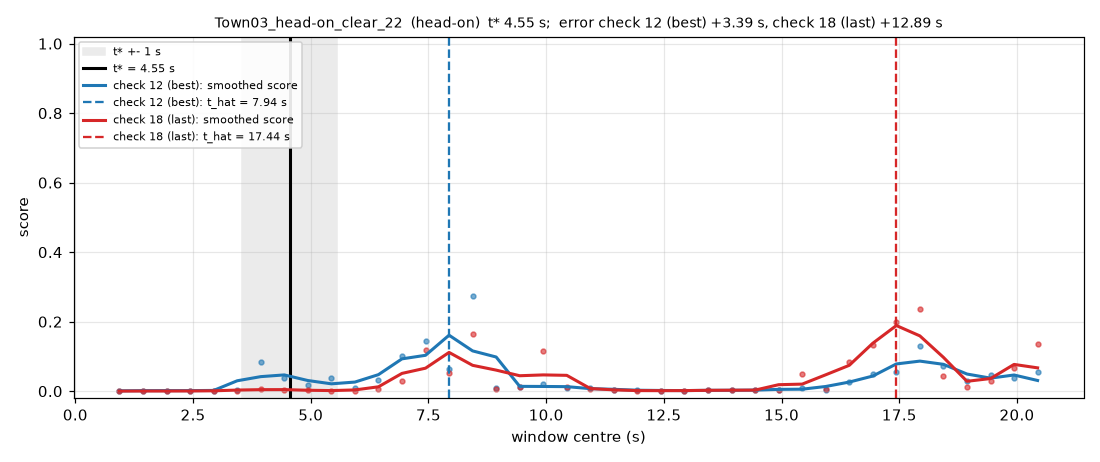 Town03_head-on_clear_22  (head-on)  t* 4.55 s;  error check 12 (best) +3.39 s, check 18 (last) +12.89 s
t* +- 1 s
t* = 4.55 s
check 12 (best): smoothed score
check 12 (best): t_hat = 7.94 s
check 18 (last): smoothed score
check 18 (last): t_hat = 17.44 s
1.0
0.8
0.6
0.4
0.2
0.0
score
0.0 2.5 5.0 7.5 10.0 12.5 15.0 17.5 20.0
window centre (s)